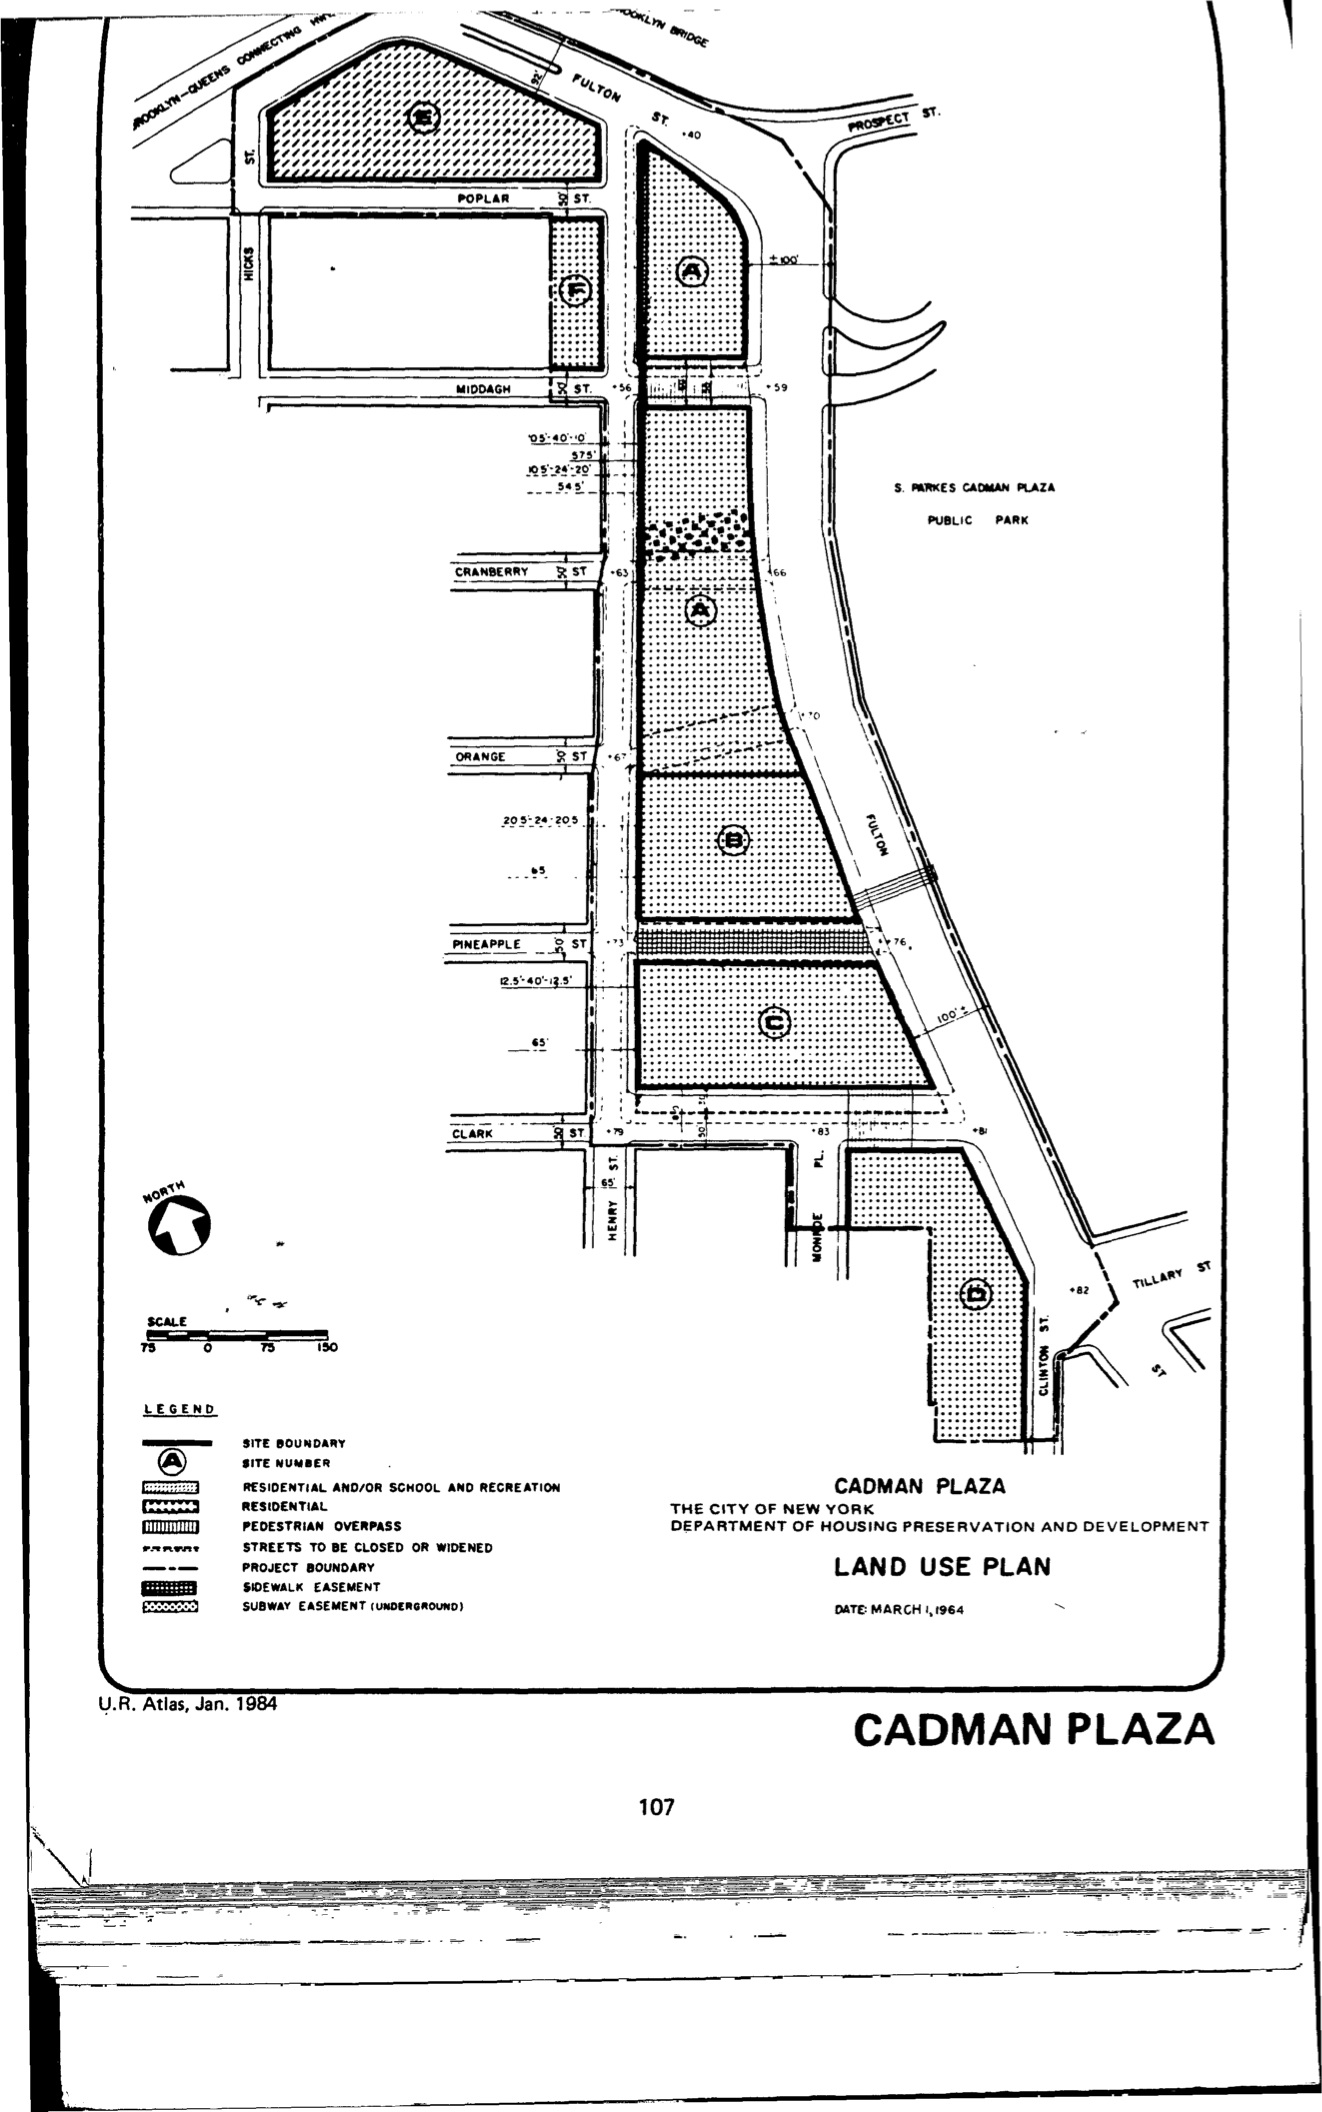 BROOKLYN-QUEENS CONNECTING HWY.
BROOKLYN BRIDGE
FULTON ST.
92'
E
+40
PROSPECT ST.
ST.
POPLAR 50' ST.
HICKS
F
A
±100'
MIDDAGH 50' ST. +56
+59
10.5'-40'-10'
57.5'
10.5'-24'-20'
54.5'
S. PARKES CADMAN PLAZA
PUBLIC PARK
CRANBERRY 50' ST +63
+66
A
+70
ORANGE 50' ST +67
20.5'-24'-20.5
B
FULTON
65
PINEAPPLE 50' ST +73
+76
12.5'-40'-12.5'
C
100'±
65'
CLARK 50' ST. +79
50
+83
+81
65'
HENRY ST.
MONROE PL.
NORTH
D
+82
TILLARY ST
CLINTON ST.
ST
SCALE
75 0 75 150
LEGEND
SITE BOUNDARY
A SITE NUMBER
RESIDENTIAL AND/OR SCHOOL AND RECREATION
RESIDENTIAL
PEDESTRIAN OVERPASS
STREETS TO BE CLOSED OR WIDENED
PROJECT BOUNDARY
SIDEWALK EASEMENT
SUBWAY EASEMENT (UNDERGROUND)
CADMAN PLAZA
THE CITY OF NEW YORK
DEPARTMENT OF HOUSING PRESERVATION AND DEVELOPMENT
LAND USE PLAN
DATE: MARCH 1, 1964
U.R. Atlas, Jan. 1984
CADMAN PLAZA
107